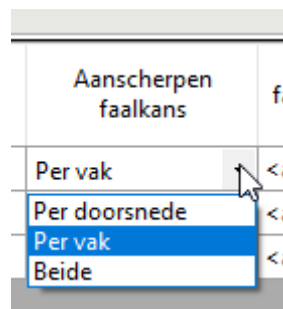 Aanscherpen
faalkans
Per vak
Per doorsnede
Per vak
Beide